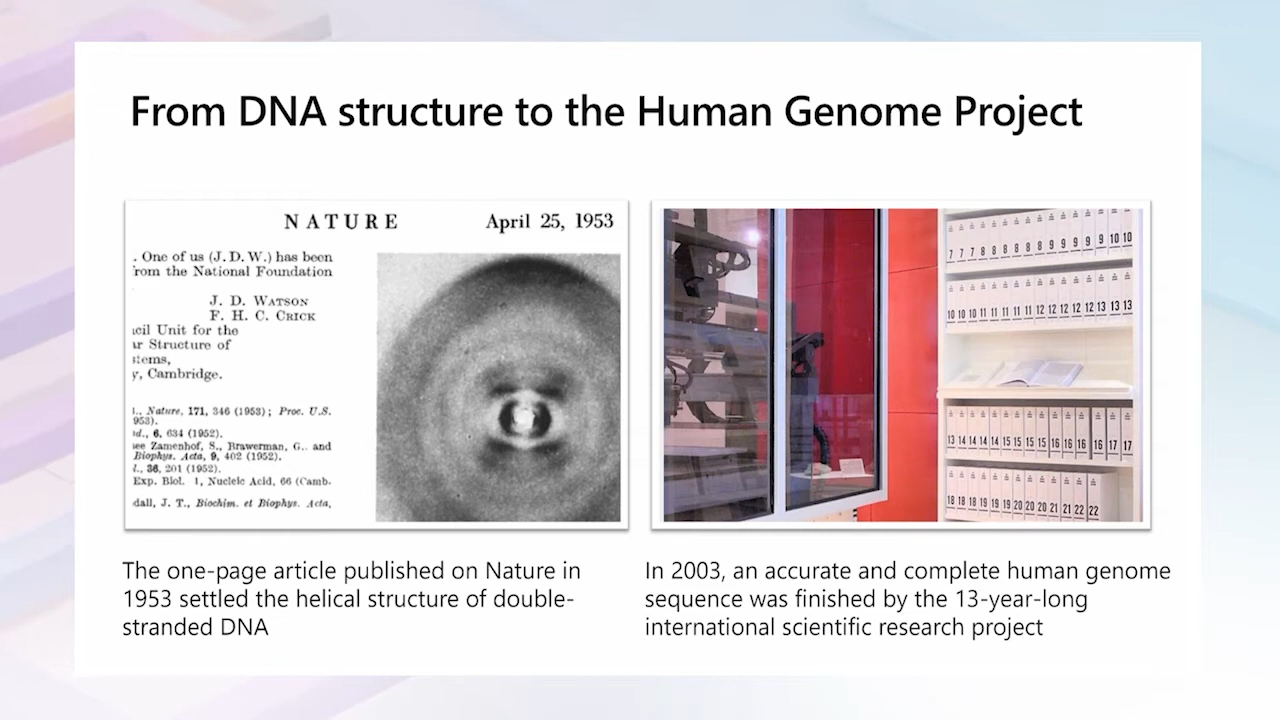 From DNA structure to the Human Genome Project
NATURE April 25, 1953
. One of us (J. D. W.) has been
rom the National Foundation
J. D. WATSON
F. H. C. CRICK
ncil Unit for the
ar Structure of
stems,
y, Cambridge.
, Nature, 171, 346 (1953); Proc. U.S.
953).
d., 6, 634 (1952).
see Zamenhof, S., Brawerman, G., and
Biophys. Acta, 9, 402 (1952).
., 36, 201 (1952).
Exp. Biol. 1, Nucleic Acid, 66 (Camb.
dall, J. T., Biochim. et Biophys. Acta,
7 7 7 8 8 8 8 8 9 9 9 9 9 10 10
10 10 10 11 11 11 11 11 12 12 12 12 12 13 13 13
13 14 14 14 14 15 15 15 15 16 16 16 16 17 17
18 18 18 19 19 19 20 20 20 21 21 22 22
The one-page article published on Nature in
1953 settled the helical structure of double-
stranded DNA
In 2003, an accurate and complete human genome
sequence was finished by the 13-year-long
international scientific research project